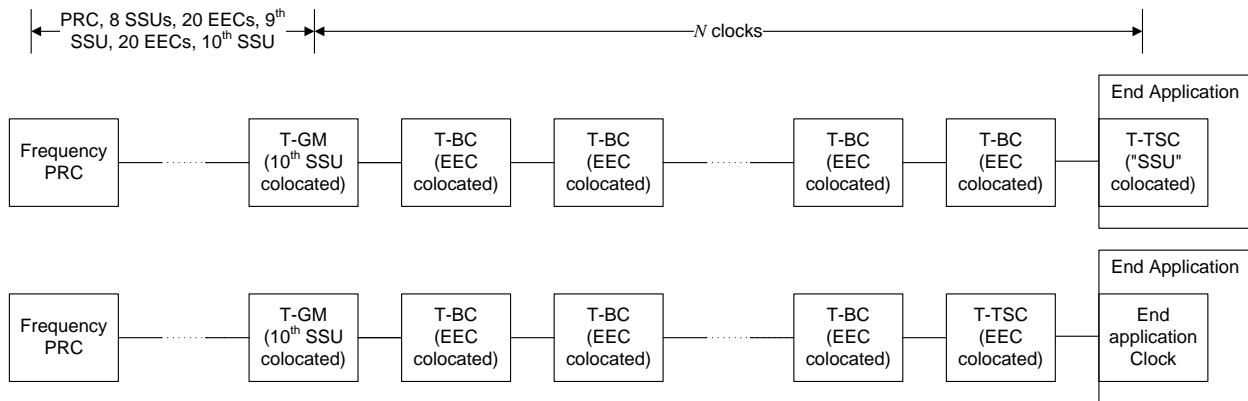 PRC, 8 SSUs, 20 EECs, 9th
SSU, 20 EECs, 10th SSU
N clocks
End Application
Frequency
PRC
T-GM
(10th SSU
colocated)
T-BC
(EEC
colocated)
T-BC
(EEC
colocated)
T-BC
(EEC
colocated)
T-BC
(EEC
colocated)
T-TSC
("SSU"
colocated)
End Application
Frequency
PRC
T-GM
(10th SSU
colocated)
T-BC
(EEC
colocated)
T-BC
(EEC
colocated)
T-BC
(EEC
colocated)
T-TSC
(EEC
colocated)
End
application
Clock